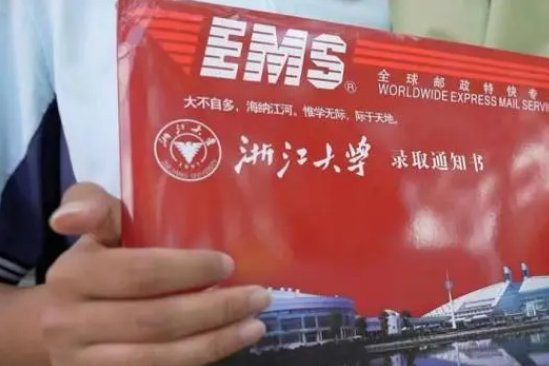 EMS®
全球邮政特快专
WORLDWIDE EXPRESS MAIL SERVI
大不自多，海纳江河。惟学无际，际于天地。
浙江大学 录取通知书
浙江大学